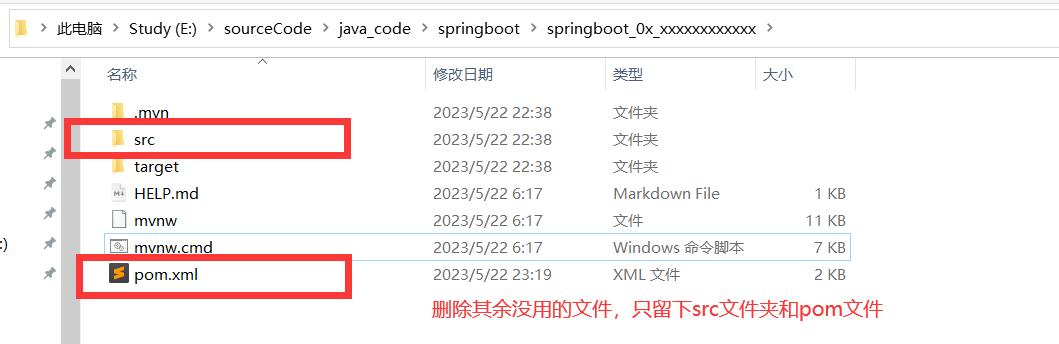 此电脑 > Study (E:) > sourceCode > java_code > springboot > springboot_0x_xxxxxxxxxxxx >
名称 修改日期 类型 大小
.mvn 2023/5/22 22:38 文件夹
src 2023/5/22 22:38 文件夹
target 2023/5/22 22:38 文件夹
HELP.md 2023/5/22 6:17 Markdown File 1 KB
mvnw 2023/5/22 6:17 文件 11 KB
:) mvnw.cmd 2023/5/22 6:17 Windows 命令脚本 7 KB
pom.xml 2023/5/22 23:19 XML 文件 2 KB
删除其余没用的文件，只留下src文件夹和pom文件